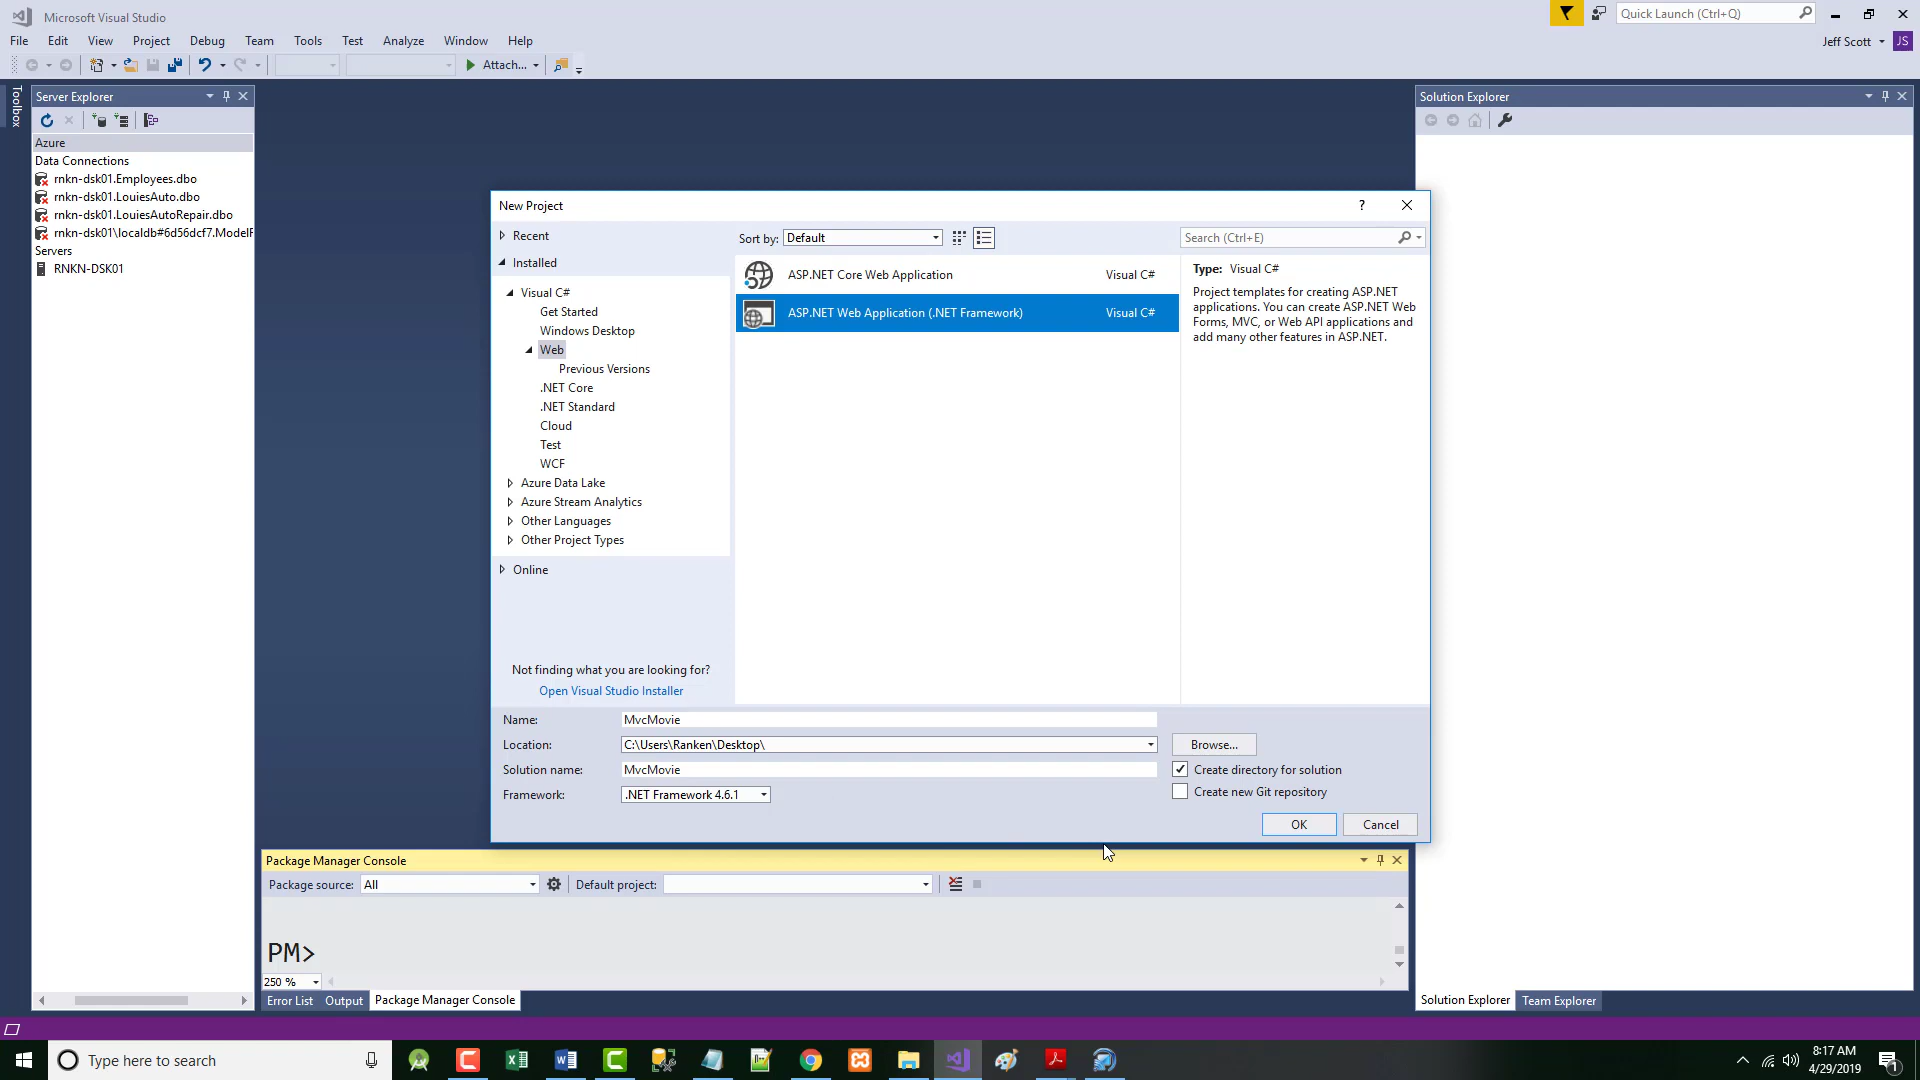 Microsoft Visual Studio
Quick Launch (Ctrl+Q)
File Edit View Project Debug Team Tools Test Analyze Window Help
Jeff Scott JS
Attach...
Toolbox
Server Explorer
Azure
Data Connections
rnkn-dsk01.Employees.dbo
rnkn-dsk01.LouiesAuto.dbo
rnkn-dsk01.LouiesAutoRepair.dbo
rnkn-dsk01\localdb#6d56dcf7.ModelF
Servers
RNKN-DSK01
New Project
?
Recent
Installed
Visual C#
Get Started
Windows Desktop
Web
Previous Versions
.NET Core
.NET Standard
Cloud
Test
WCF
Azure Data Lake
Azure Stream Analytics
Other Languages
Other Project Types
Online
Not finding what you are looking for?
Open Visual Studio Installer
Sort by: Default
Search (Ctrl+E)
ASP.NET Core Web Application Visual C#
ASP.NET Web Application (.NET Framework) Visual C#
Type: Visual C#
Project templates for creating ASP.NET
applications. You can create ASP.NET Web
Forms, MVC, or Web API applications and
add many other features in ASP.NET.
Name: MvcMovie
Location: C:\Users\Ranken\Desktop\
Browse...
Solution name: MvcMovie
Create directory for solution
Framework: .NET Framework 4.6.1
Create new Git repository
OK Cancel
Package Manager Console
Package source: All
Default project:
PM>
250 %
Error List Output Package Manager Console
Solution Explorer
Solution Explorer Team Explorer
Type here to search
8:17 AM
4/29/2019
1